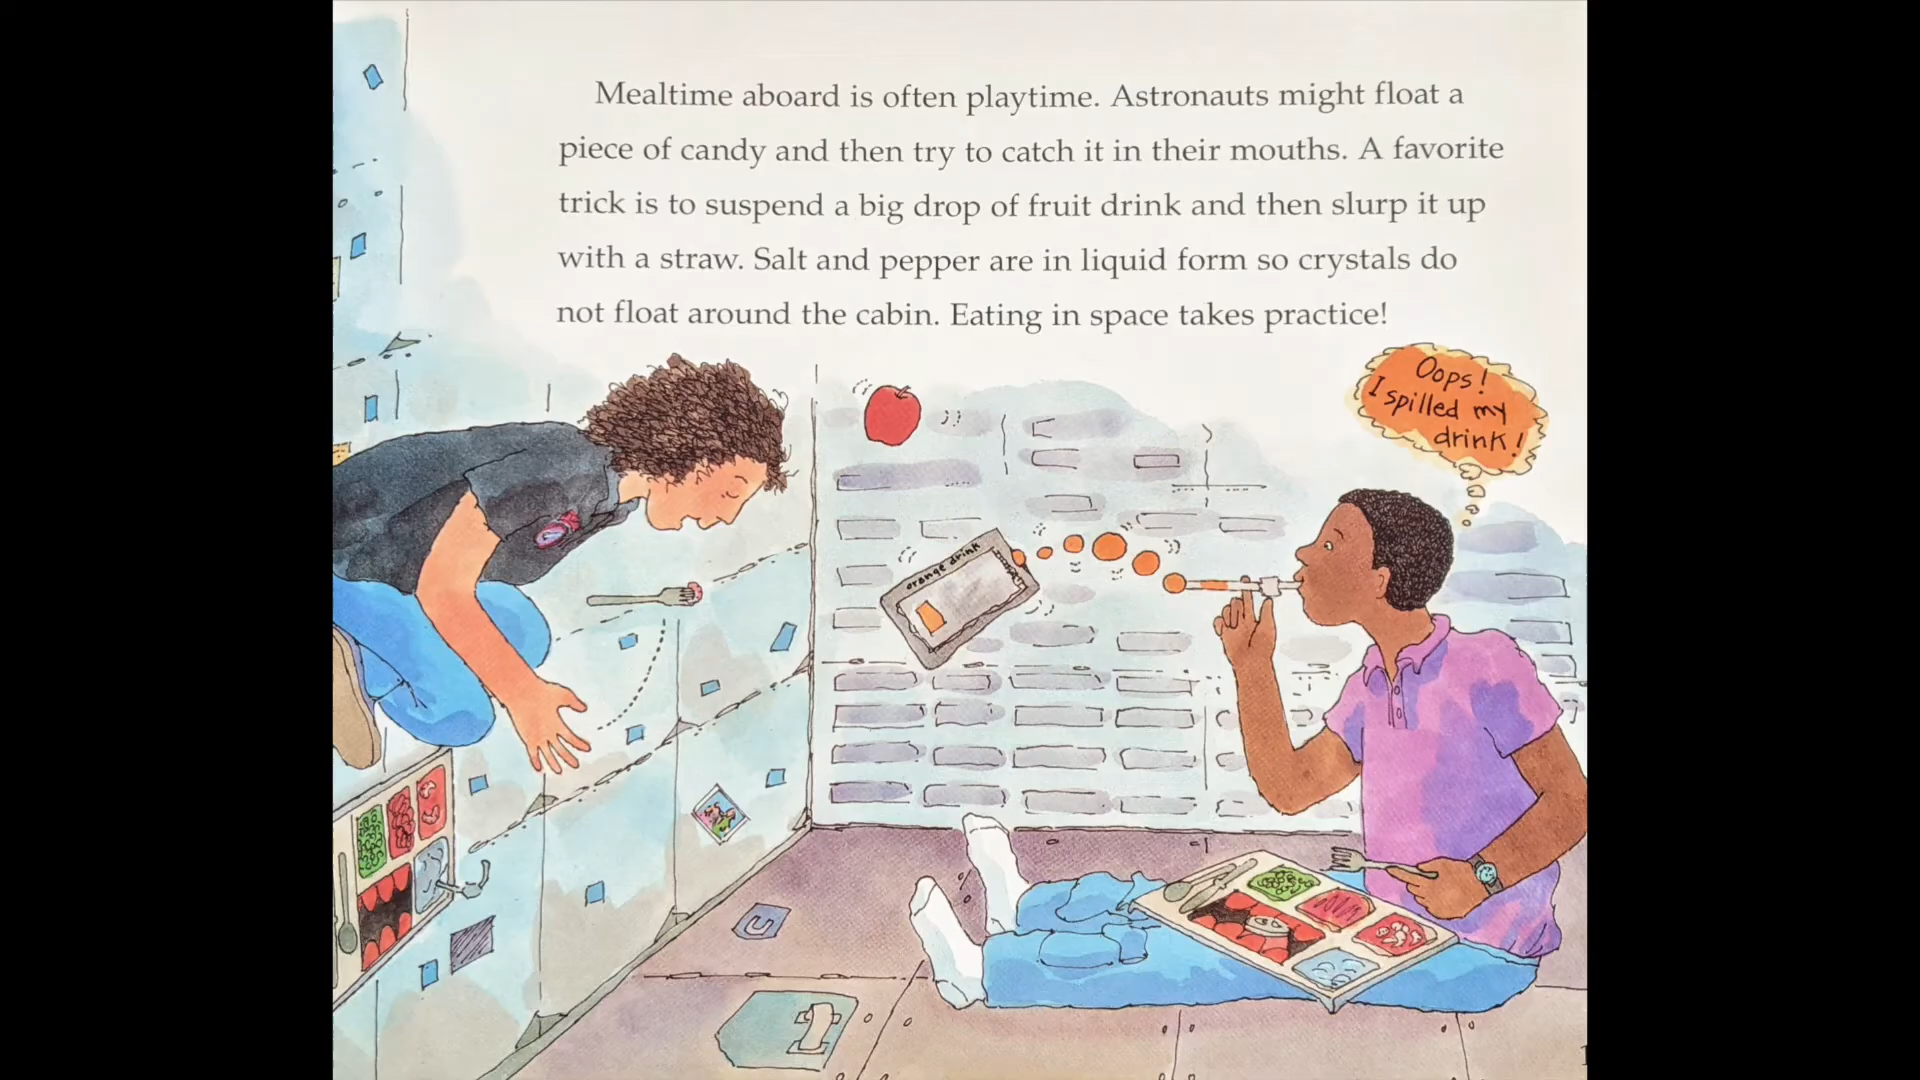 Mealtime aboard is often playtime. Astronauts might float a
piece of candy and then try to catch it in their mouths. A favorite
trick is to suspend a big drop of fruit drink and then slurp it up
with a straw. Salt and pepper are in liquid form so crystals do
not float around the cabin. Eating in space takes practice!
Oops!
I spilled my
drink!
orange drink